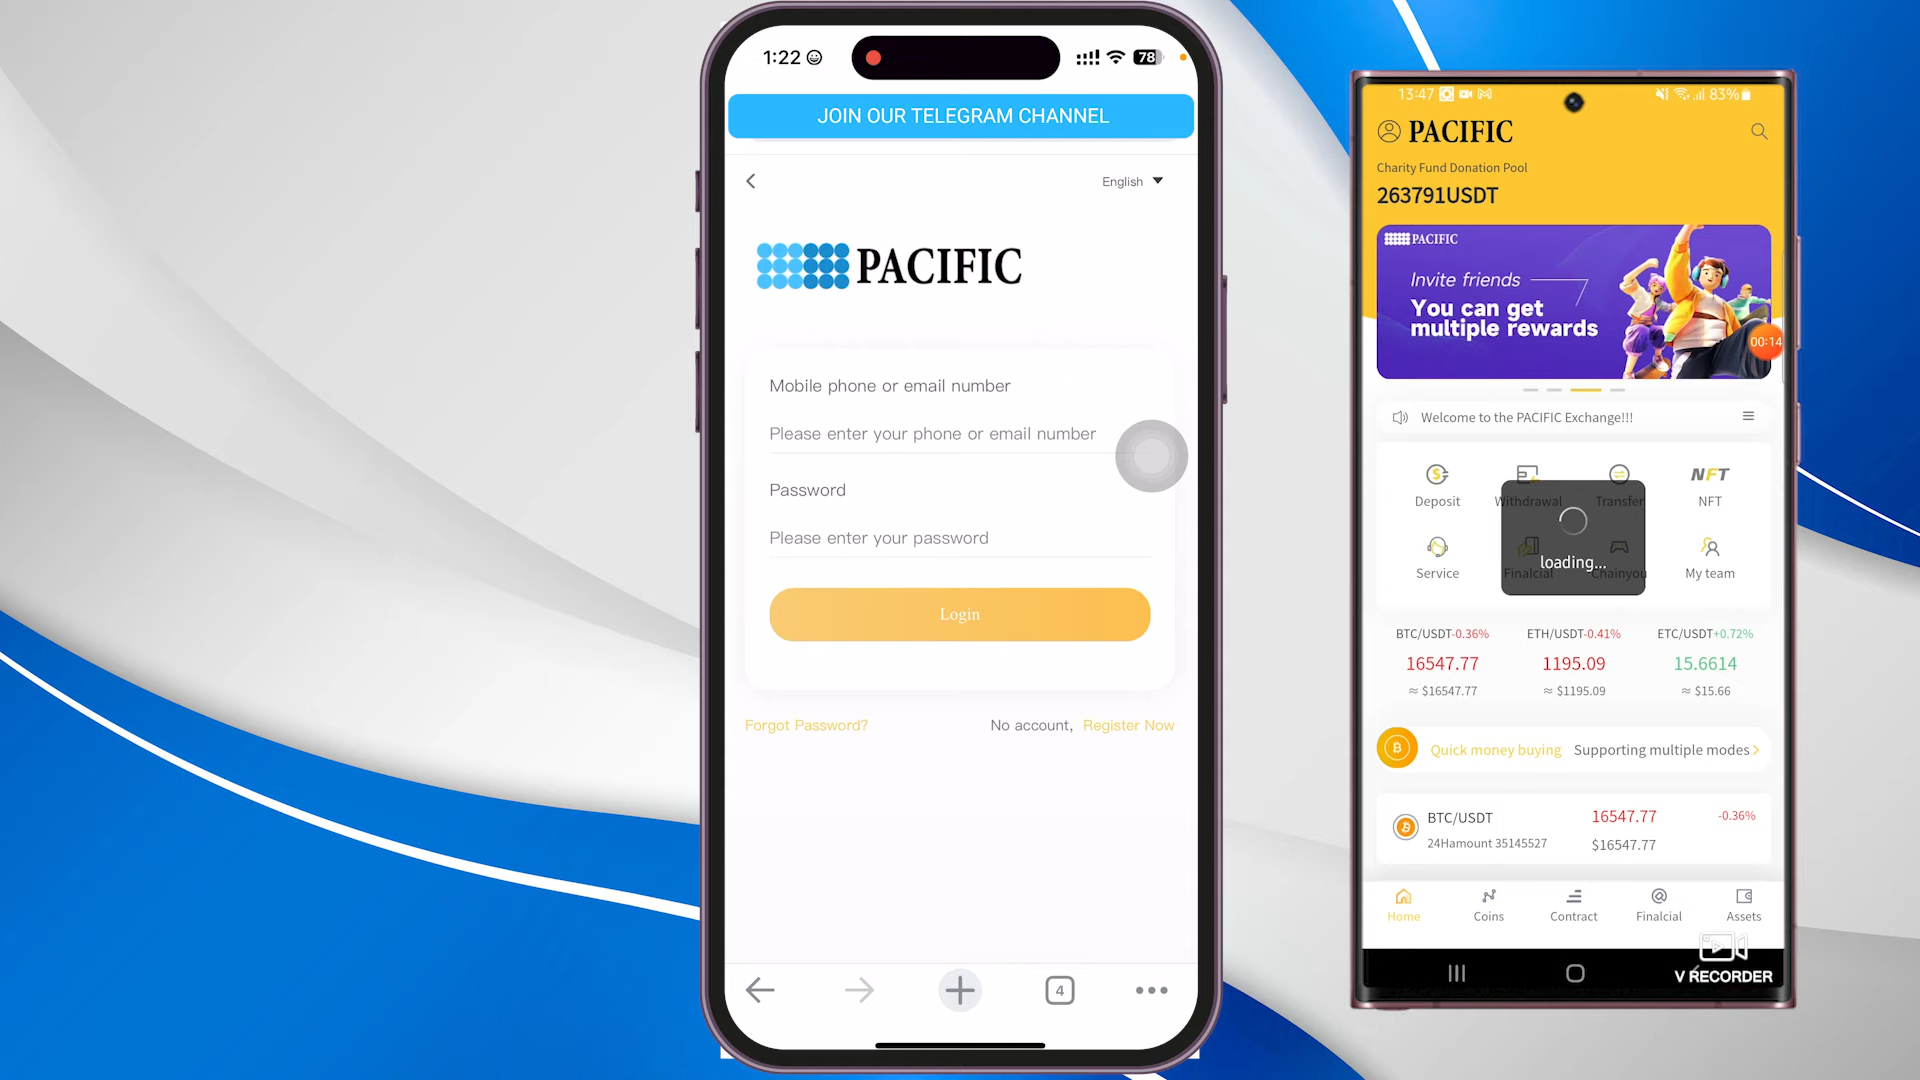 1:22
78
JOIN OUR TELEGRAM CHANNEL
English
PACIFIC
Mobile phone or email number
Please enter your phone or email number
Password
Please enter your password
Login
Forgot Password?
No account, Register Now
4
13:47
83%
PACIFIC
Charity Fund Donation Pool
263791USDT
PACIFIC
Invite friends
You can get
multiple rewards
00:14
Welcome to the PACIFIC Exchange!!!
Deposit Withdrawal Transfer NFT NFT
loading...
Service Finalcial Chainyou My team
BTC/USDT-0.36% ETH/USDT-0.41% ETC/USDT+0.72%
16547.77 1195.09 15.6614
≈ $16547.77 ≈ $1195.09 ≈ $15.66
Quick money buying Supporting multiple modes
BTC/USDT 16547.77 -0.36%
24Hamount 35145527 $16547.77
Home Coins Contract Finalcial Assets
V RECORDER